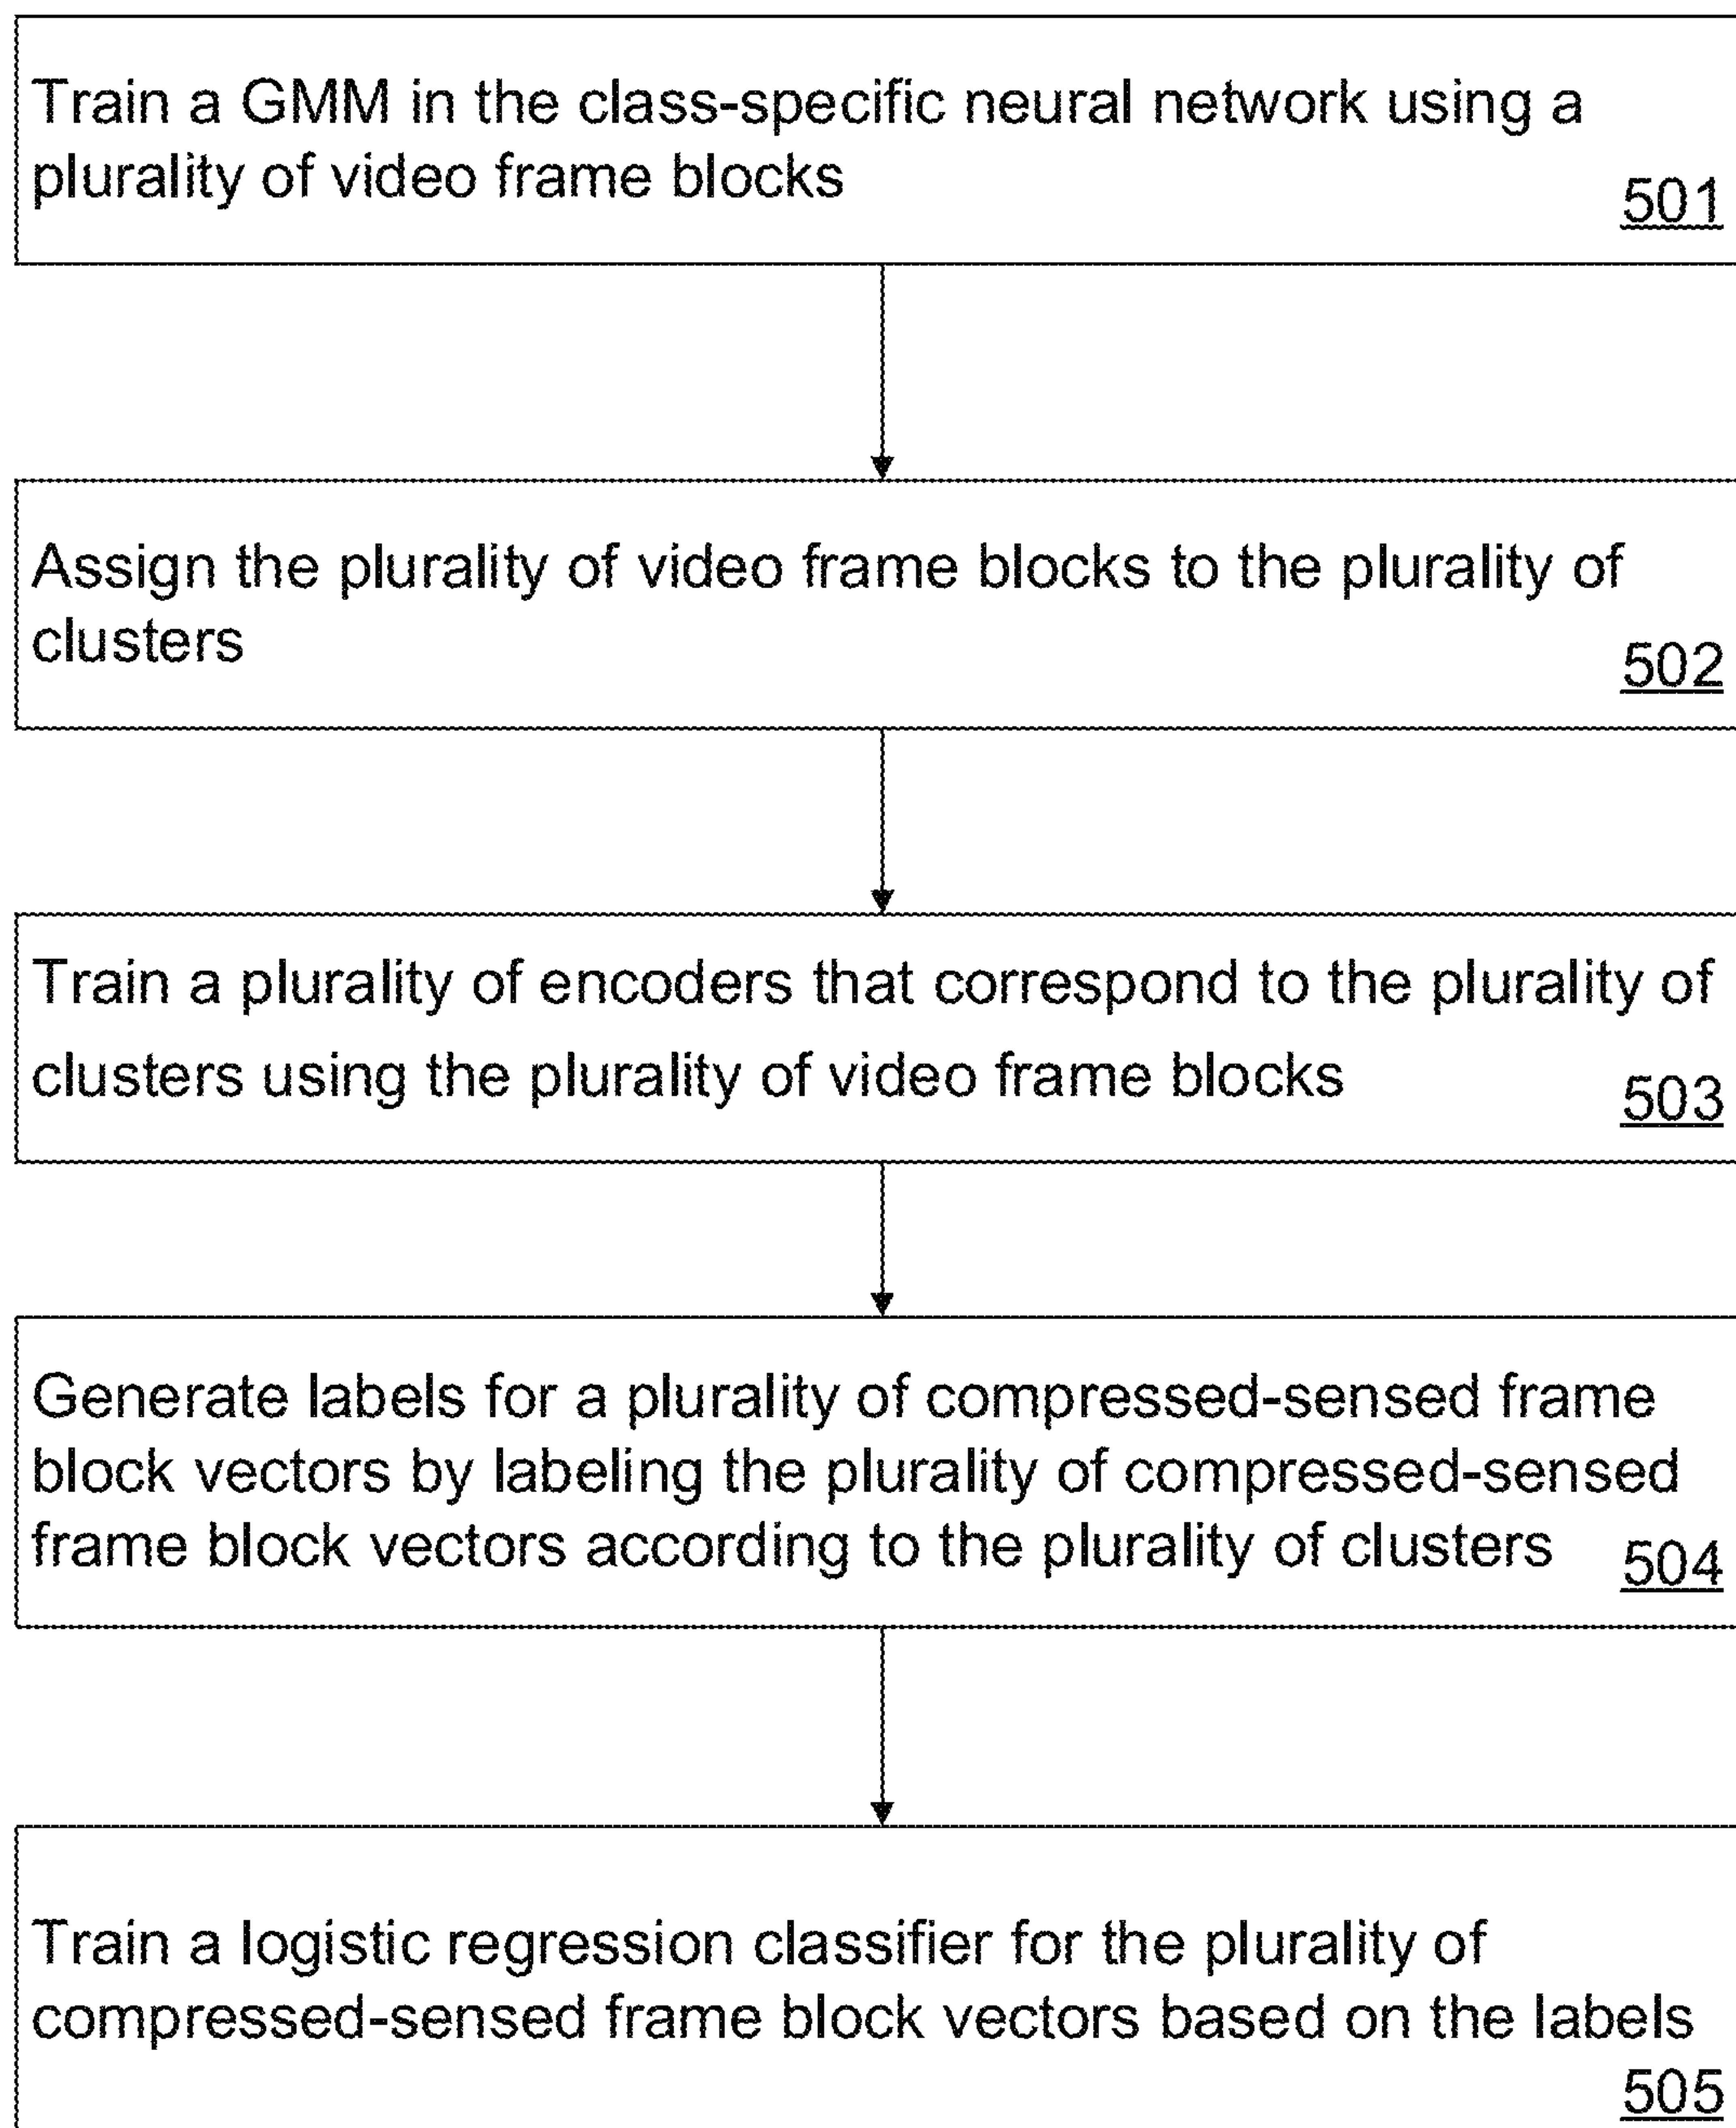 Train a GMM in the class-specific neural network using a
plurality of video frame blocks
501
Assign the plurality of video frame blocks to the plurality of
clusters
502
Train a plurality of encoders that correspond to the plurality of
clusters using the plurality of video frame blocks
503
Generate labels for a plurality of compressed-sensed frame
block vectors by labeling the plurality of compressed-sensed
frame block vectors according to the plurality of clusters
504
Train a logistic regression classifier for the plurality of
compressed-sensed frame block vectors based on the labels
505